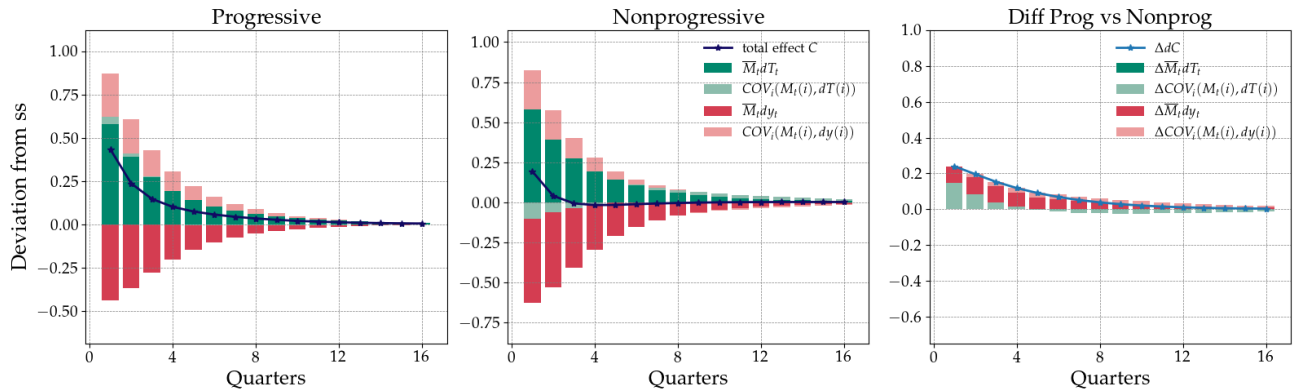 Progressive
Nonprogressive
Diff Prog vs Nonprog
Deviation from ss
1.00
0.75
0.50
0.25
0.00
−0.25
−0.50
0
4
8
12
16
Quarters
1.00
0.75
0.50
0.25
0.00
−0.25
−0.50
−0.75
total effect C
M̅ₜdTₜ
COVᵢ(Mₜ(i), dT(i))
M̅ₜdyₜ
COVᵢ(Mₜ(i), dy(i))
0
4
8
12
16
Quarters
1.0
0.8
0.6
0.4
0.2
0.0
−0.2
−0.4
−0.6
ΔdC
ΔM̅ₜdTₜ
ΔCOVᵢ(Mₜ(i), dT(i))
ΔM̅ₜdyₜ
ΔCOVᵢ(Mₜ(i), dy(i))
0
4
8
12
16
Quarters